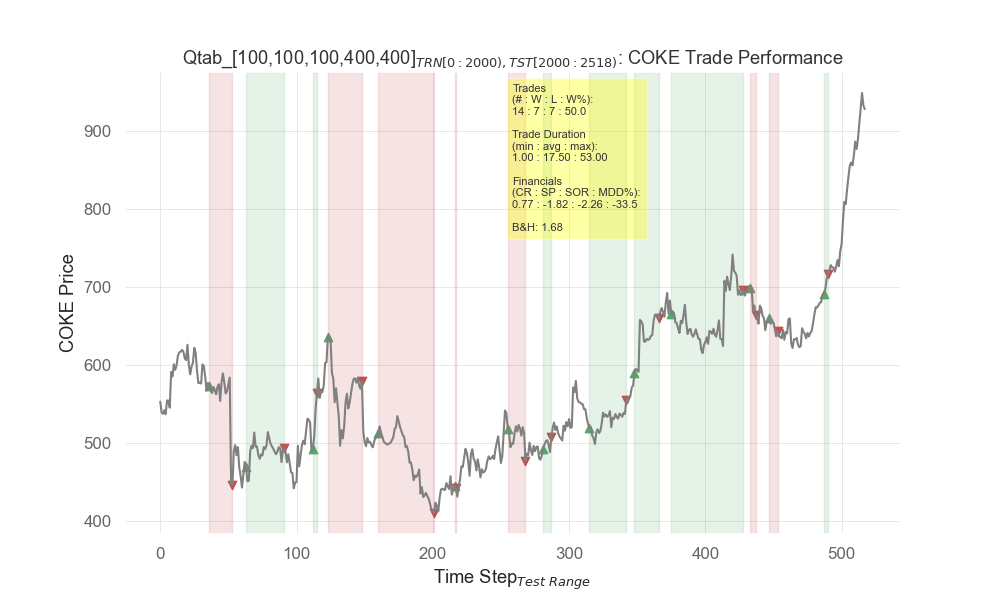 Qtab_[100,100,100,400,400]TRN[0 : 2000), TST[2000 : 2518) : COKE Trade Performance
Trades
(# : W : L : W%):
14 : 7 : 7 : 50.0
Trade Duration
(min : avg : max):
1.00 : 17.50 : 53.00
Financials
(CR : SP : SOR : MDD%):
0.77 : -1.82 : -2.26 : -33.5
B&H: 1.68
COKE Price
900
800
700
600
500
400
0 100 200 300 400 500
Time Step Test Range